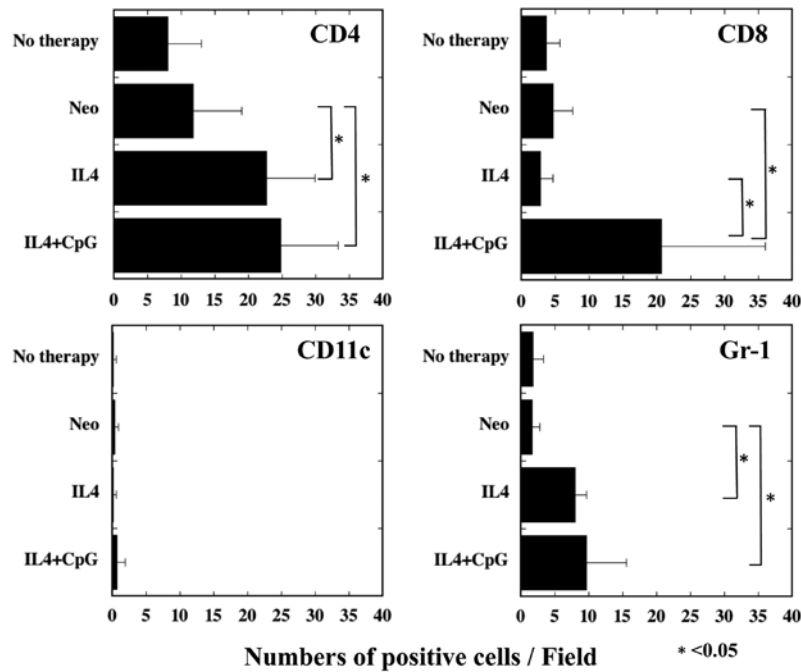 CD4
No therapy
Neo
IL4
IL4+CpG
*
*
0 5 10 15 20 25 30 35 40
CD8
No therapy
Neo
IL4
IL4+CpG
*
*
0 5 10 15 20 25 30 35 40
CD11c
No therapy
Neo
IL4
IL4+CpG
0 5 10 15 20 25 30 35 40
Gr-1
No therapy
Neo
IL4
IL4+CpG
*
*
0 5 10 15 20 25 30 35 40
Numbers of positive cells / Field
* <0.05